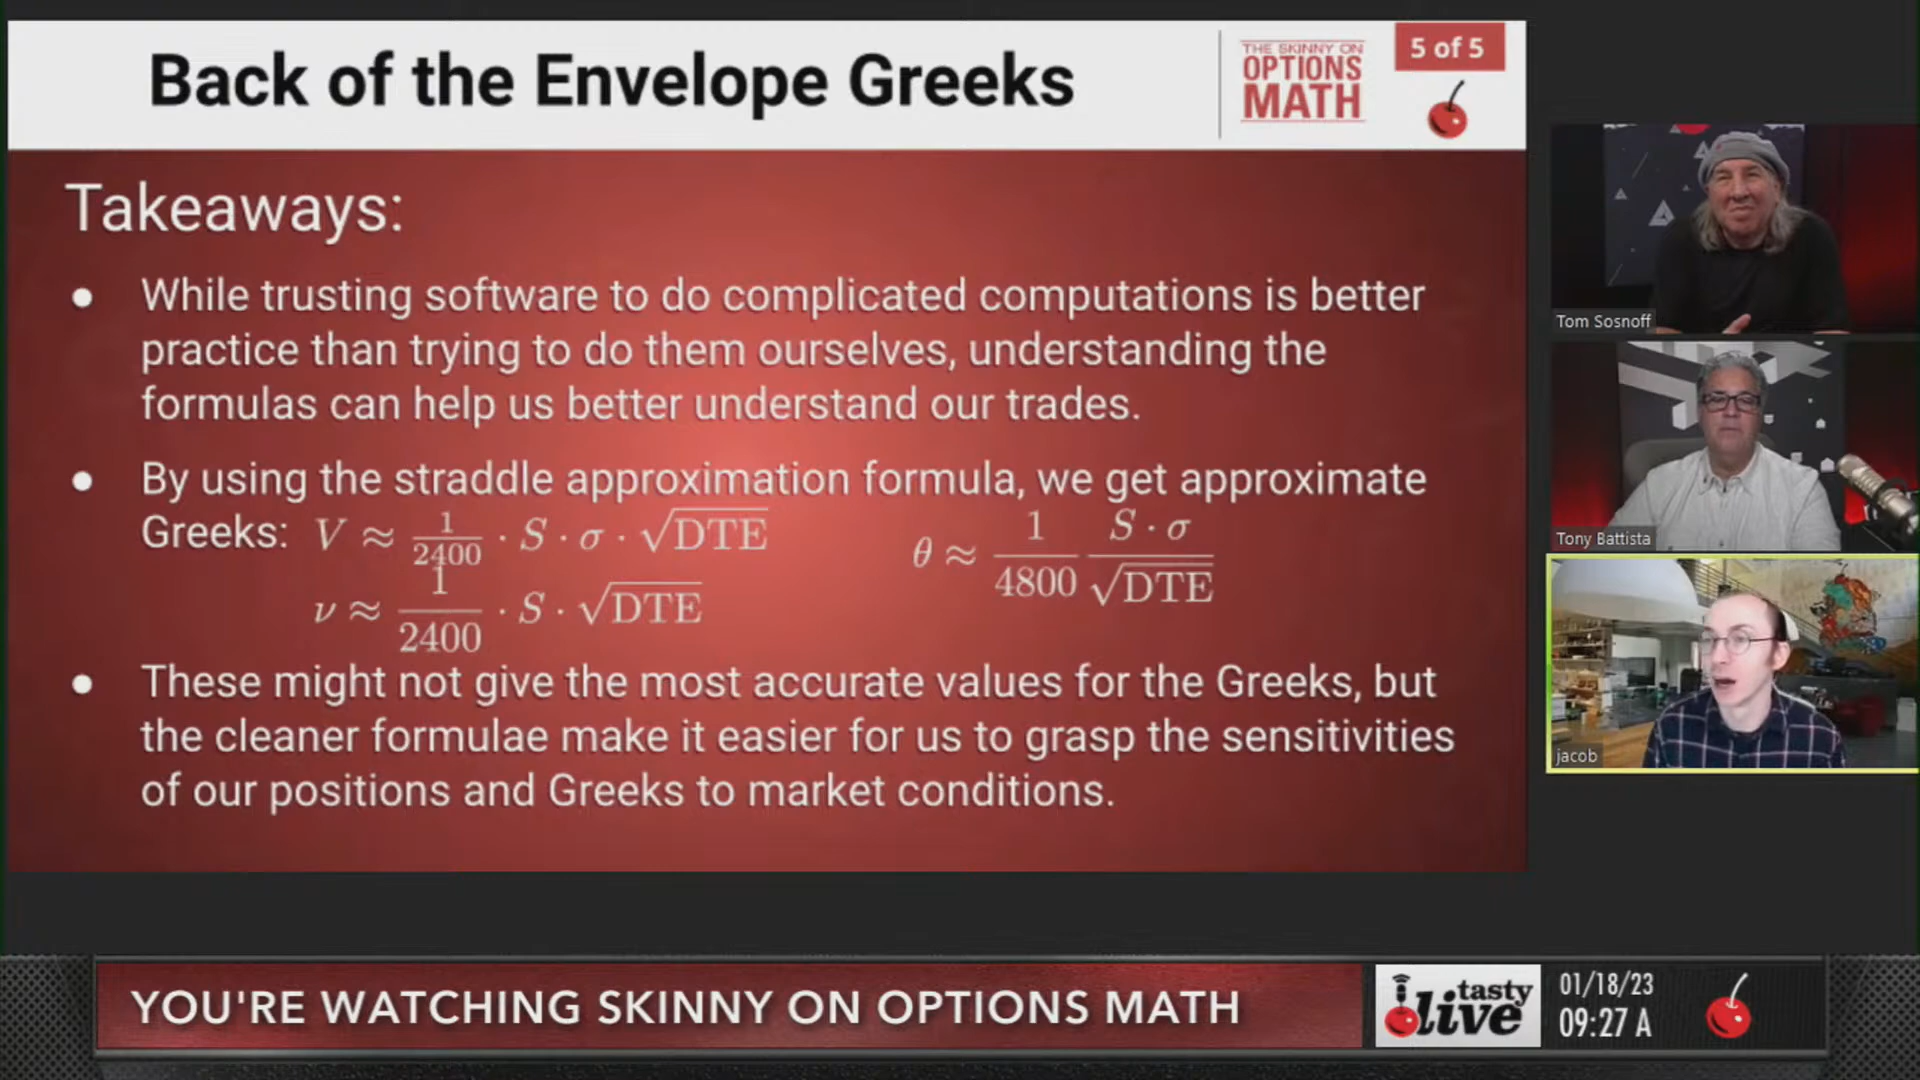 Back of the Envelope Greeks
THE SKINNY ON
OPTIONS
MATH
5 of 5
Takeaways:
● While trusting software to do complicated computations is better
practice than trying to do them ourselves, understanding the
formulas can help us better understand our trades.
● By using the straddle approximation formula, we get approximate
Greeks: V ≈ 1/2400 · S · σ · √DTE
θ ≈ 1/4800 S · σ/√DTE
ν ≈ 1/2400 · S · √DTE
● These might not give the most accurate values for the Greeks, but
the cleaner formulae make it easier for us to grasp the sensitivities
of our positions and Greeks to market conditions.
Tom Sosnoff
Tony Battista
jacob
YOU'RE WATCHING SKINNY ON OPTIONS MATH
tasty
live
01/18/23
09:27 A